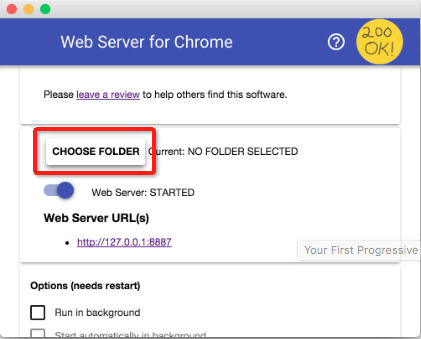 Web Server for Chrome
200
OK!
Please leave a review to help others find this software.
CHOOSE FOLDER Current: NO FOLDER SELECTED
Web Server: STARTED
Web Server URL(s)
http://127.0.0.1:8887
Your First Progressive
Options (needs restart)
Run in background
Start automatically in background